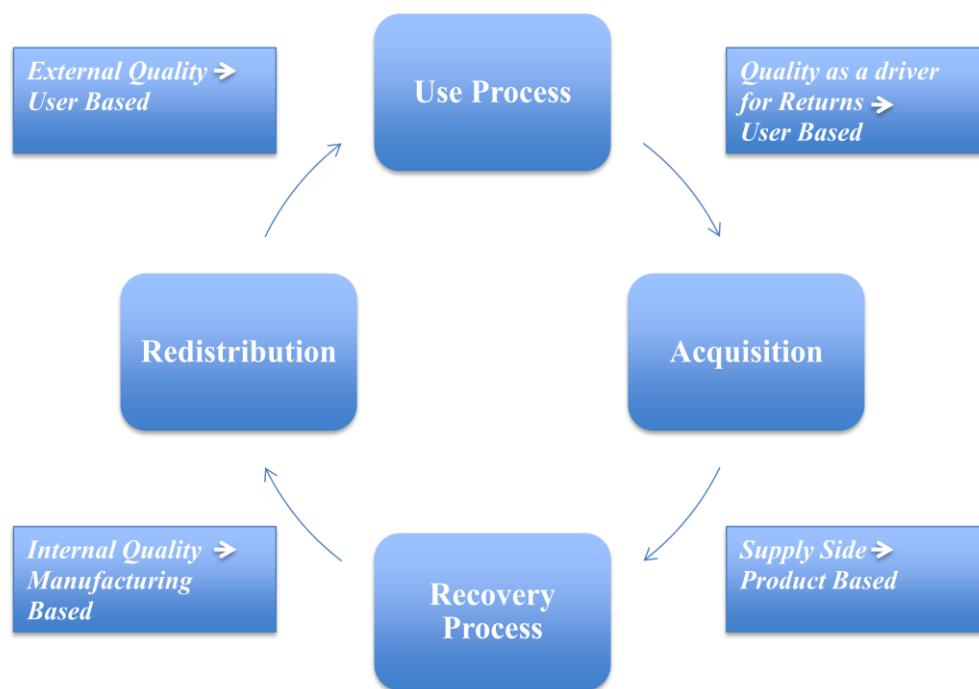 External Quality →
User Based
Use Process
Quality as a driver
for Returns →
User Based
Redistribution
Acquisition
Internal Quality →
Manufacturing
Based
Recovery
Process
Supply Side →
Product Based